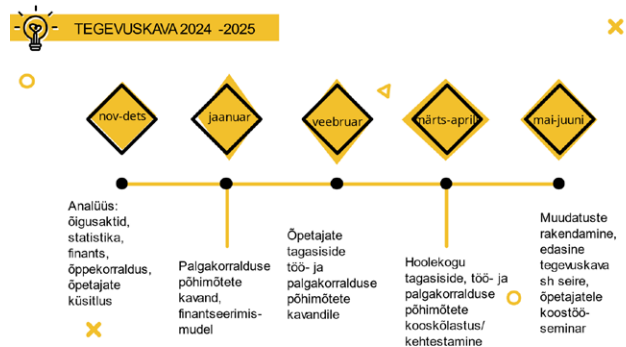 TEGEVUSKAVA 2024 -2025
nov-dets
jaanuar
veebruar
märts-aprill
mai-juuni
Analüüs:
õigusaktid,
statistika,
finants,
õppekorraldus,
õpetajate
küsitlus
Palgakorralduse
põhimõtete
kavand,
finantseerimis-
mudel
Õpetajate
tagasiside
töö- ja
palgakorralduse
põhimõtete
kavandile
Hoolekogu
tagasiside, töö- ja
palgakorralduse
põhimõtete
kooskõlastus/
kehtestamine
Muudatuste
rakendamine,
edasine
tegevuskava
sh seire,
õpetajatele
koostöö-
seminar